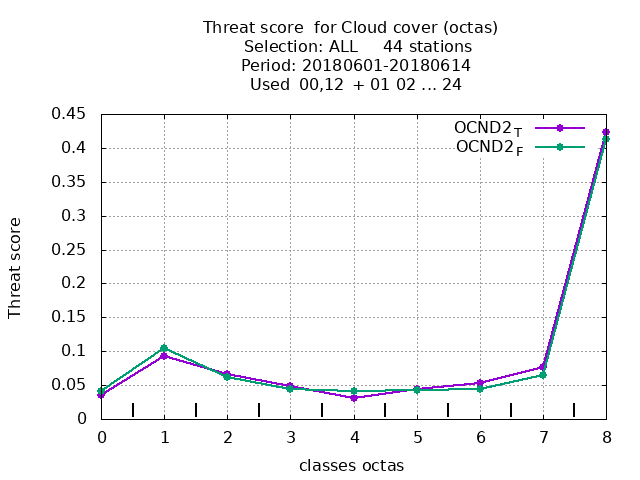 Threat score  for Cloud cover (octas)
Selection: ALL     44 stations
Period: 20180601-20180614
Used  00,12  + 01 02 ... 24
OCND2T
OCND2F
0.45
0.4
0.35
0.3
0.25
0.2
0.15
0.1
0.05
0
Threat score
0 1 2 3 4 5 6 7 8
classes octas